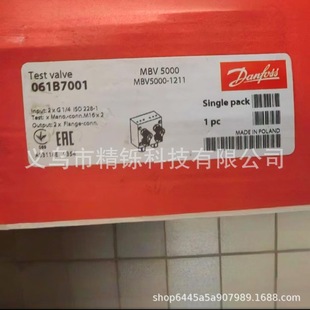 Test valve
061B7001
MBV 5000
MBV5000-1211
Danfoss
Input: 2 x G 1/4 ISO 228-1
Test: x Mens.conn.M16 x 2
Output: 2 x Flangeconn.
Single pack
1 pc
EAC
MADE IN POLAND
义乌市精铄科技有限公司
shop6445a5a907989.1688.com